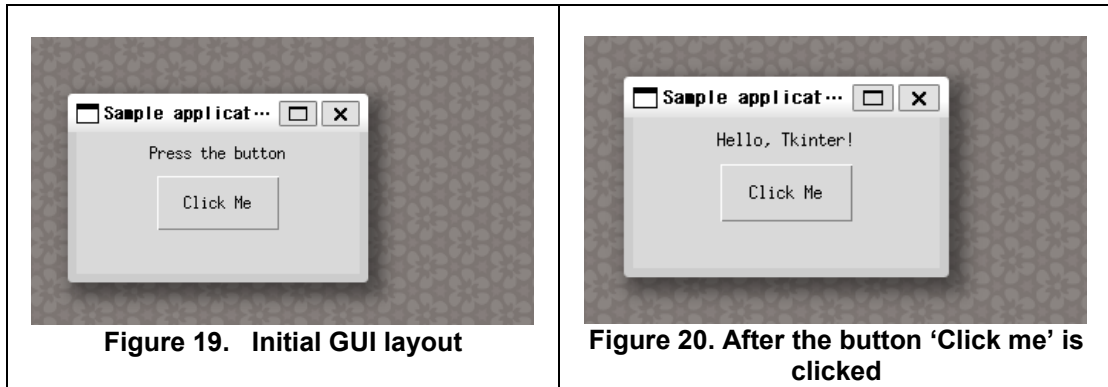 Sample applicat…
Press the button
Click Me
Figure 19. Initial GUI layout
Sample applicat…
Hello, Tkinter!
Click Me
Figure 20. After the button ‘Click me’ is
clicked